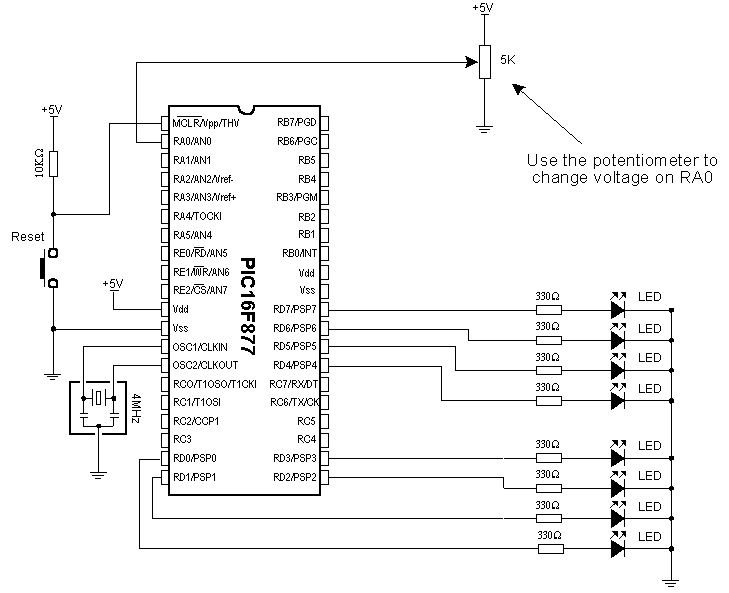 +5V
5K
Use the potentiometer to
change voltage on RA0
+5V
10KΩ
Reset
+5V
4MHz
PIC16F877
MCLR/Vpp/THV
RA0/AN0
RA1/AN1
RA2/AN2/Vref-
RA3/AN3/Vref+
RA4/TOCKI
RA5/AN4
RE0/RD/AN5
RE1/WR/AN6
RE2/CS/AN7
Vdd
Vss
OSC1/CLKIN
OSC2/CLKOUT
RCO/T1OSO/T1CKI
RC1/T1OSI
RC2/CCP1
RC3
RD0/PSP0
RD1/PSP1
RB7/PGD
RB6/PGC
RB5
RB4
RB3/PGM
RB2
RB1
RB0/INT
Vdd
Vss
RD7/PSP7
RD6/PSP6
RD5/PSP5
RD4/PSP4
RC7/RX/DT
RC6/TX/CK
RC5
RC4
RD3/PSP3
RD2/PSP2
330Ω LED
330Ω LED
330Ω LED
330Ω LED
330Ω LED
330Ω LED
330Ω LED
330Ω LED